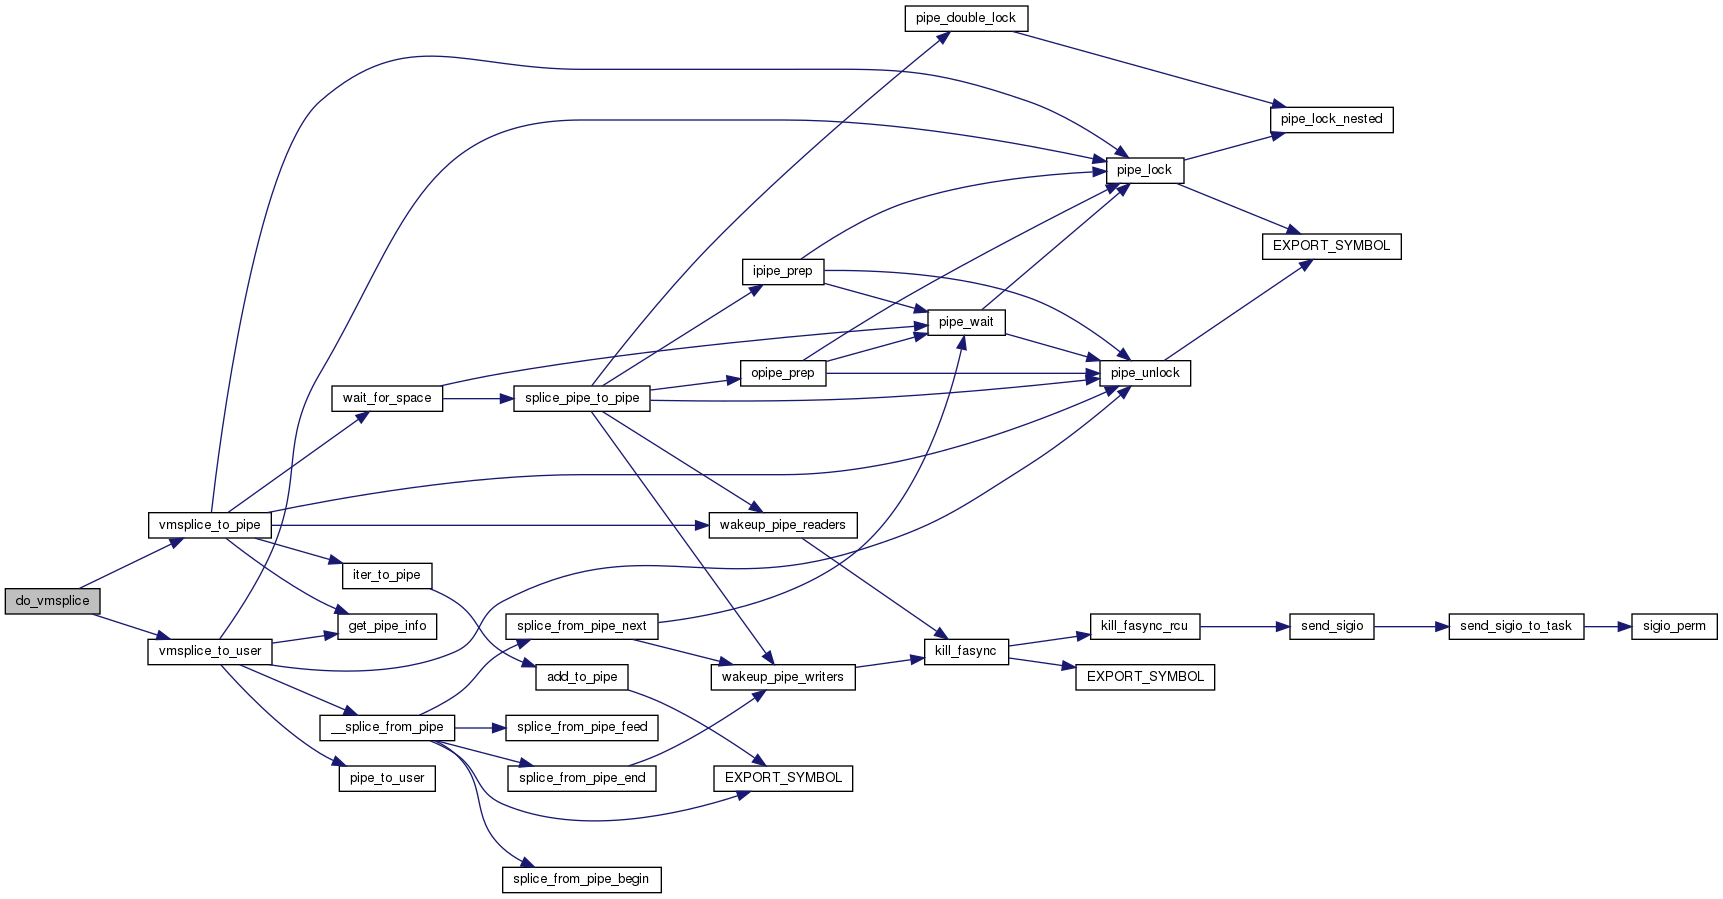 pipe_double_lock
pipe_lock_nested
pipe_lock
EXPORT_SYMBOL
ipipe_prep
pipe_wait
opipe_prep
pipe_unlock
wait_for_space
splice_pipe_to_pipe
vmsplice_to_pipe
wakeup_pipe_readers
iter_to_pipe
do_vmsplice
get_pipe_info
splice_from_pipe_next
kill_fasync_rcu
send_sigio
send_sigio_to_task
sigio_perm
vmsplice_to_user
kill_fasync
add_to_pipe
wakeup_pipe_writers
EXPORT_SYMBOL
__splice_from_pipe
splice_from_pipe_feed
pipe_to_user
splice_from_pipe_end
EXPORT_SYMBOL
splice_from_pipe_begin